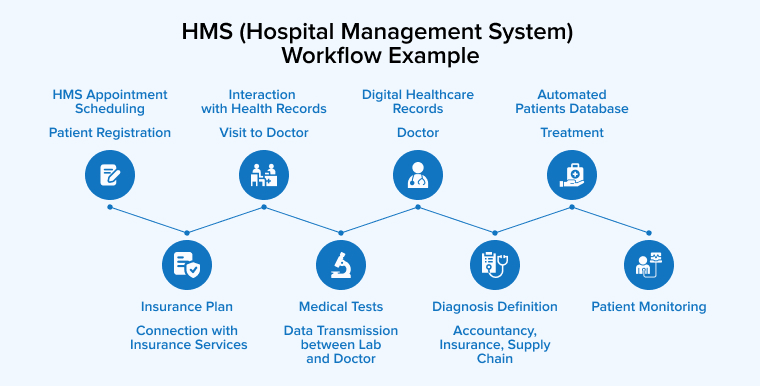 HMS (Hospital Management System)
Workflow Example
HMS Appointment
Scheduling
Patient Registration
Interaction
with Health Records
Visit to Doctor
Digital Healthcare
Records
Doctor
Automated
Patients Database
Treatment
Insurance Plan
Connection with
Insurance Services
Medical Tests
Data Transmission
between Lab
and Doctor
Diagnosis Definition
Accountancy,
Insurance, Supply
Chain
Patient Monitoring